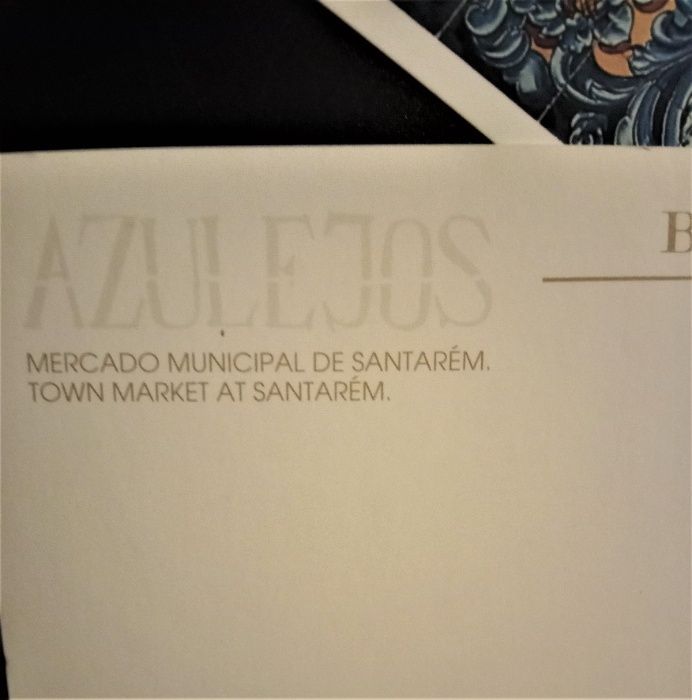 AZULEJOS
B
MERCADO MUNICIPAL DE SANTARÉM.
TOWN MARKET AT SANTARÉM.